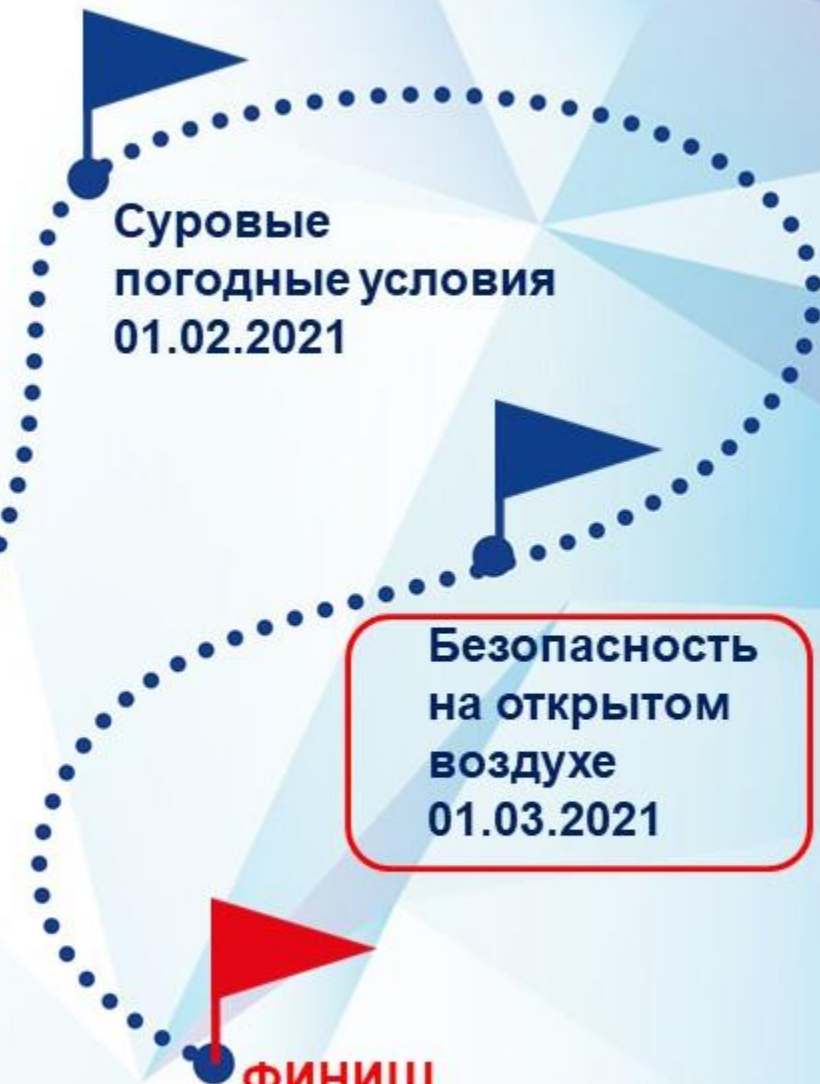 Суровые
погодные условия
01.02.2021
Безопасность
на открытом
воздухе
01.03.2021
ФИНИШ